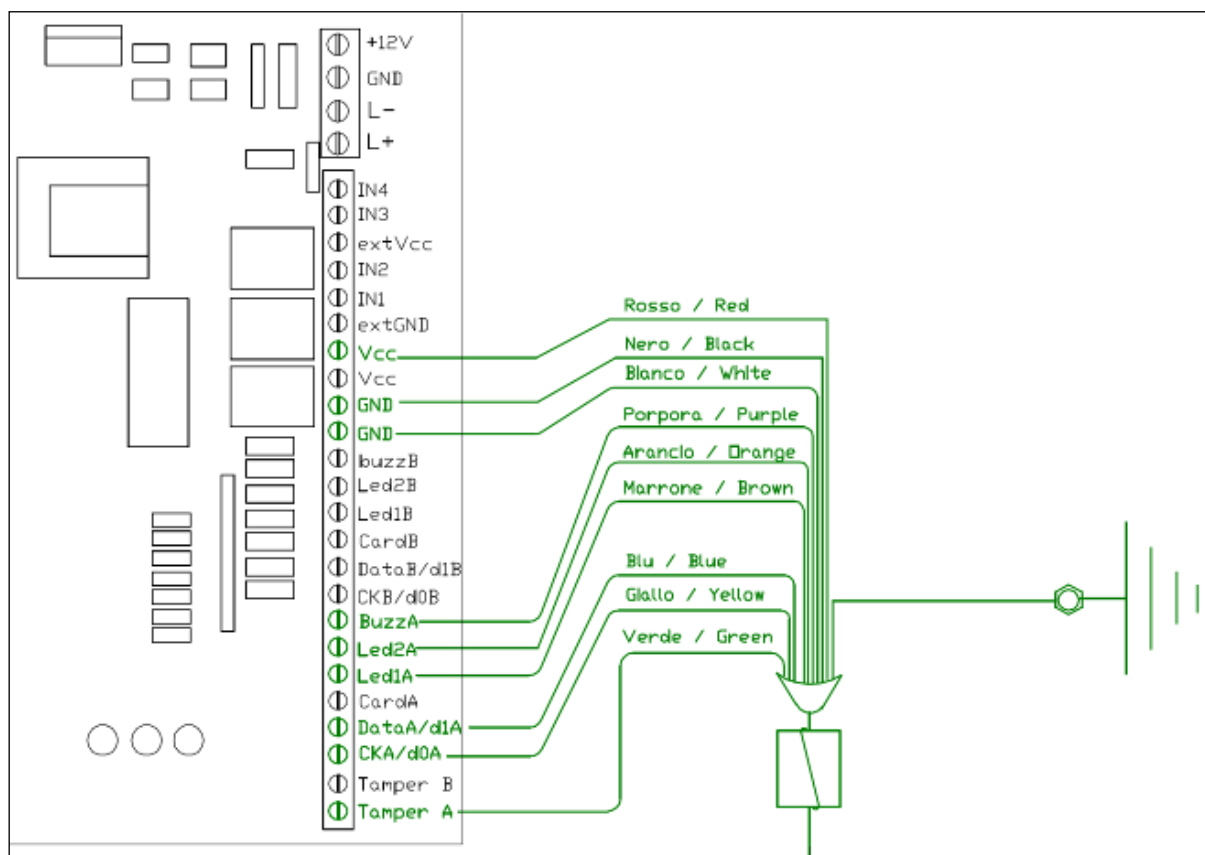 +12V
GND
L-
L+
IN4
IN3
extVcc
IN2
IN1
extGND
Vcc
Vcc
GND
GND
buzzB
Led2B
Led1B
CardB
DataB/d1B
CKB/d0B
BuzzA
Led2A
Led1A
CardA
DataA/d1A
CKA/d0A
Tamper B
Tamper A
Rosso / Red
Nero / Black
Bianco / White
Porpora / Purple
Arancio / Orange
Marrone / Brown
Blu / Blue
Giallo / Yellow
Verde / Green